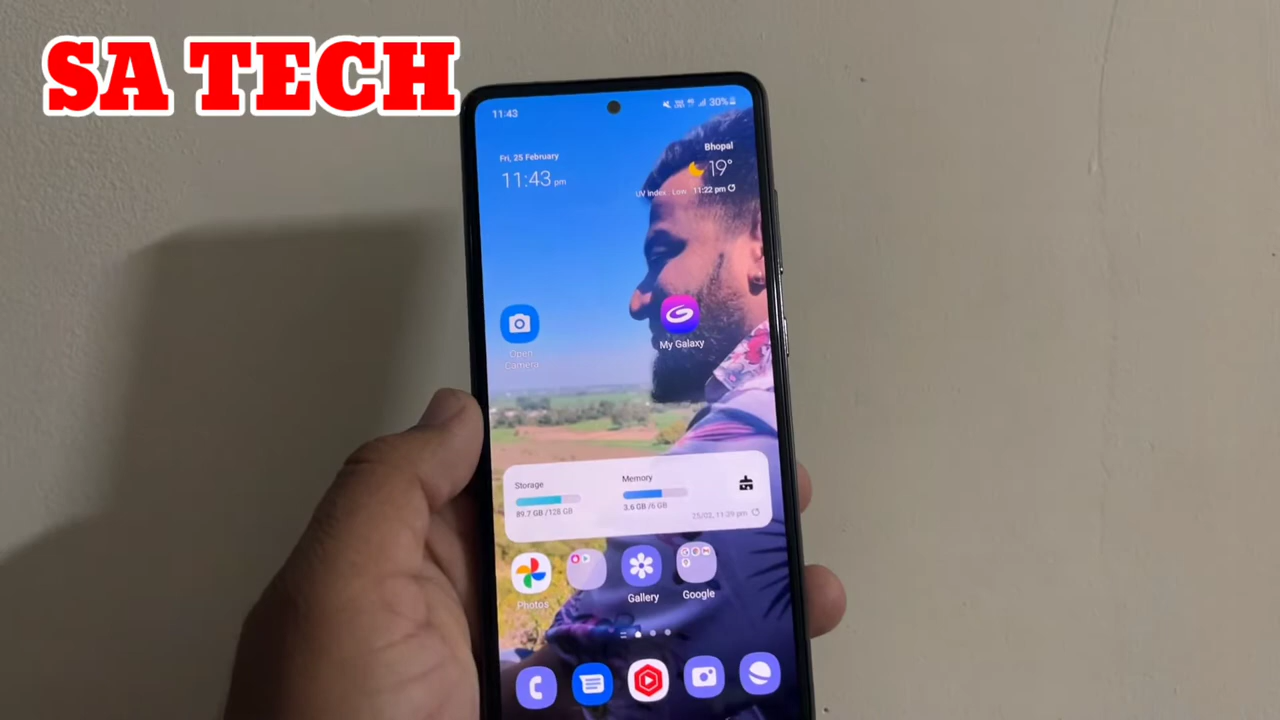 SA TECH
11:43
30%
Fri, 25 February
11:43 pm
Bhopal
19°
UV index : Low
11:22 pm
Open
Camera
My Galaxy
Storage
89.7 GB /128 GB
Memory
3.6 GB /6 GB
25/02, 11:39 pm
Photos
Gallery
Google